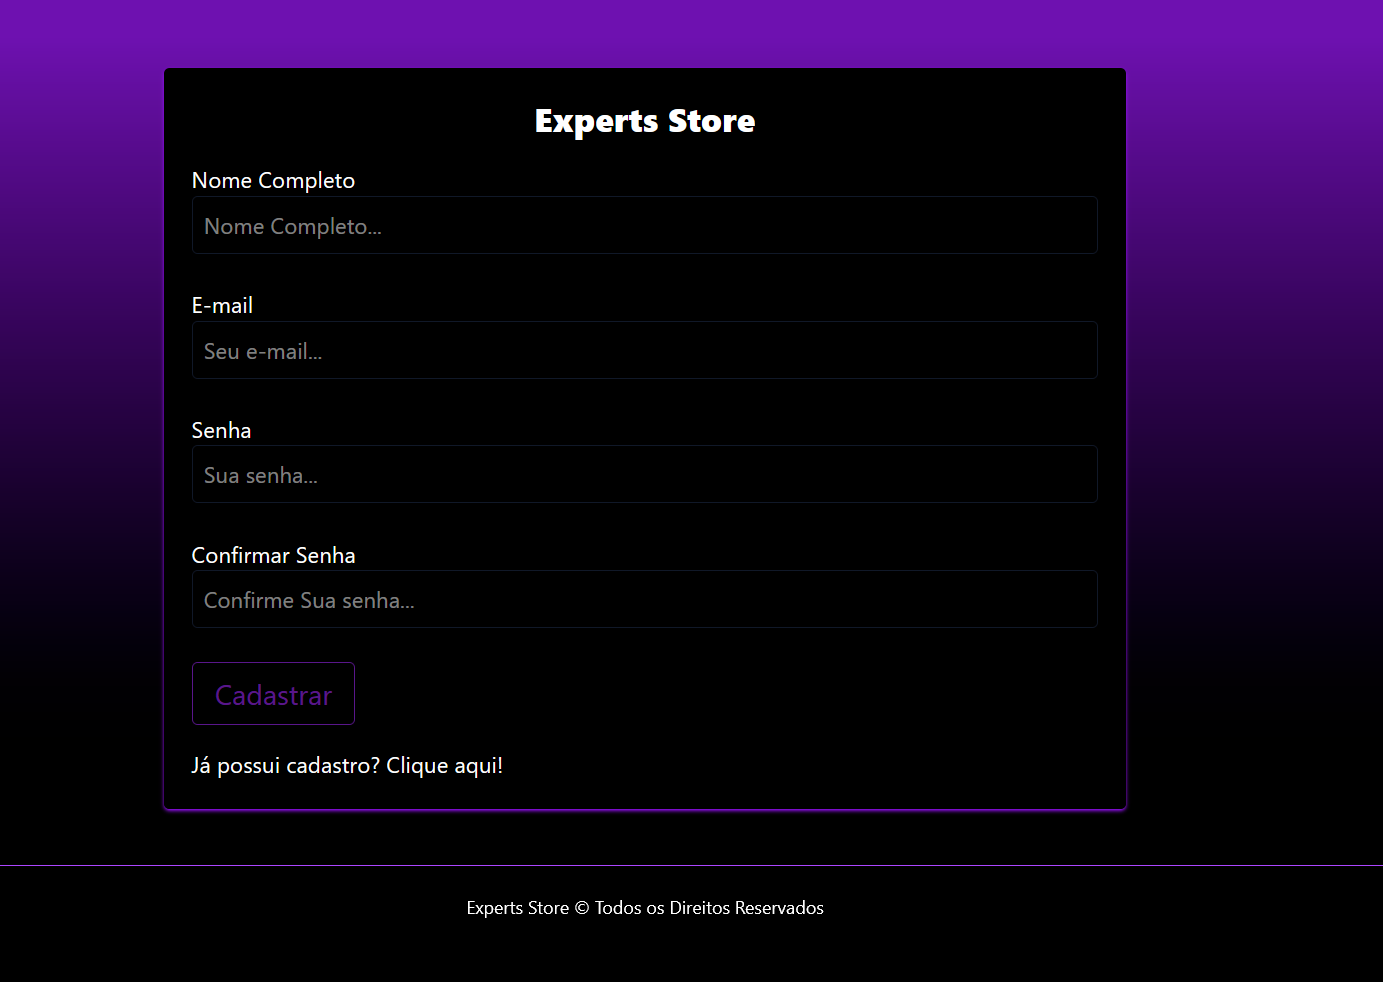 Experts Store
Nome Completo
Nome Completo...
E-mail
Seu e-mail...
Senha
Sua senha...
Confirmar Senha
Confirme Sua senha...
Cadastrar
Já possui cadastro? Clique aqui!
Experts Store © Todos os Direitos Reservados